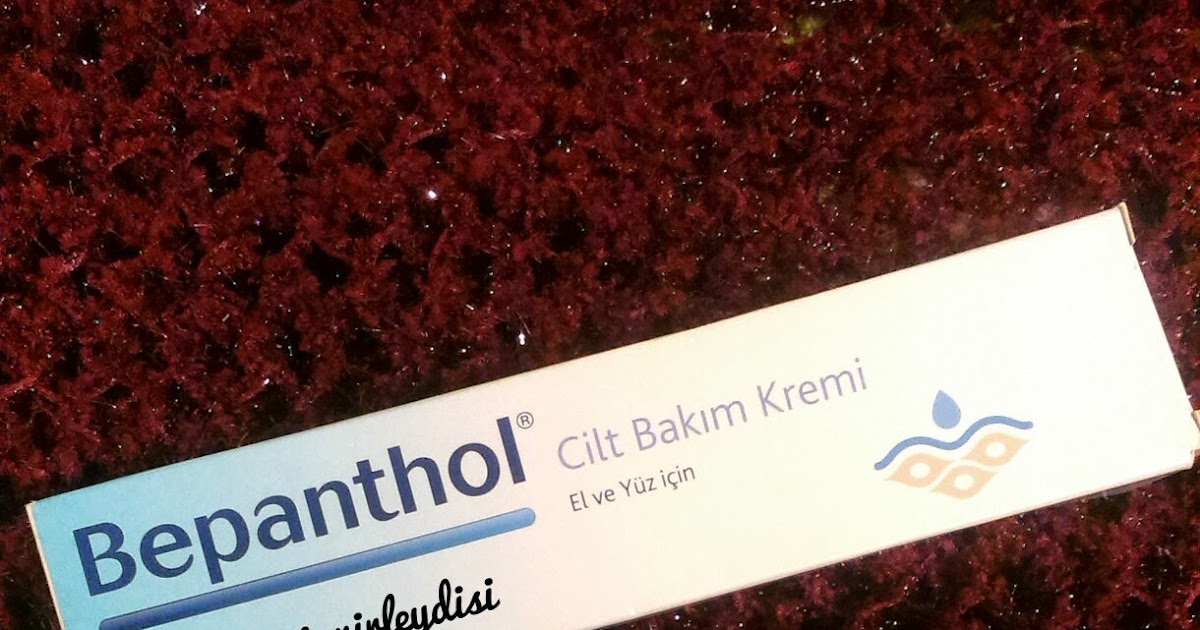 Bepanthol®
Cilt Bakım Kremi
El ve Yüz için